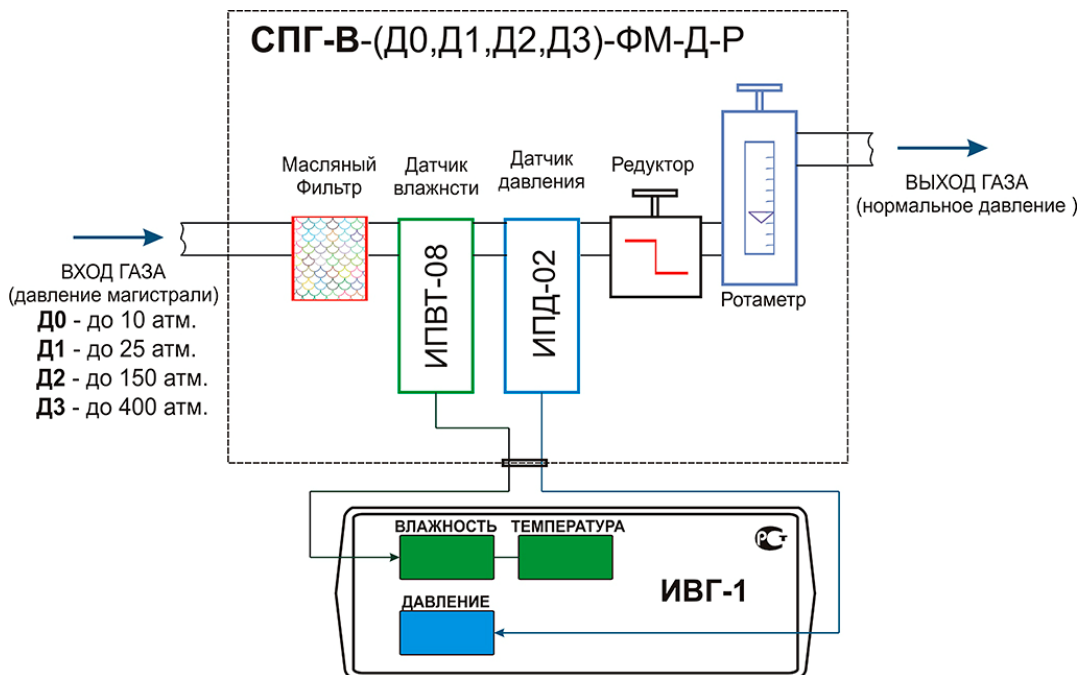 СПГ-В-(Д0,Д1,Д2,Д3)-ФМ-Д-Р
Масляный
Фильтр
Датчик
влажнсти
Датчик
давления
Редуктор
ВЫХОД ГАЗА
(нормальное давление )
ВХОД ГАЗА
(давление магистрали)
Д0 - до 10 атм.
Д1 - до 25 атм.
Д2 - до 150 атм.
Д3 - до 400 атм.
ИПВТ-08
ИПД-02
Ротаметр
ВЛАЖНОСТЬ
ТЕМПЕРАТУРА
РСТ
ИВГ-1
ДАВЛЕНИЕ